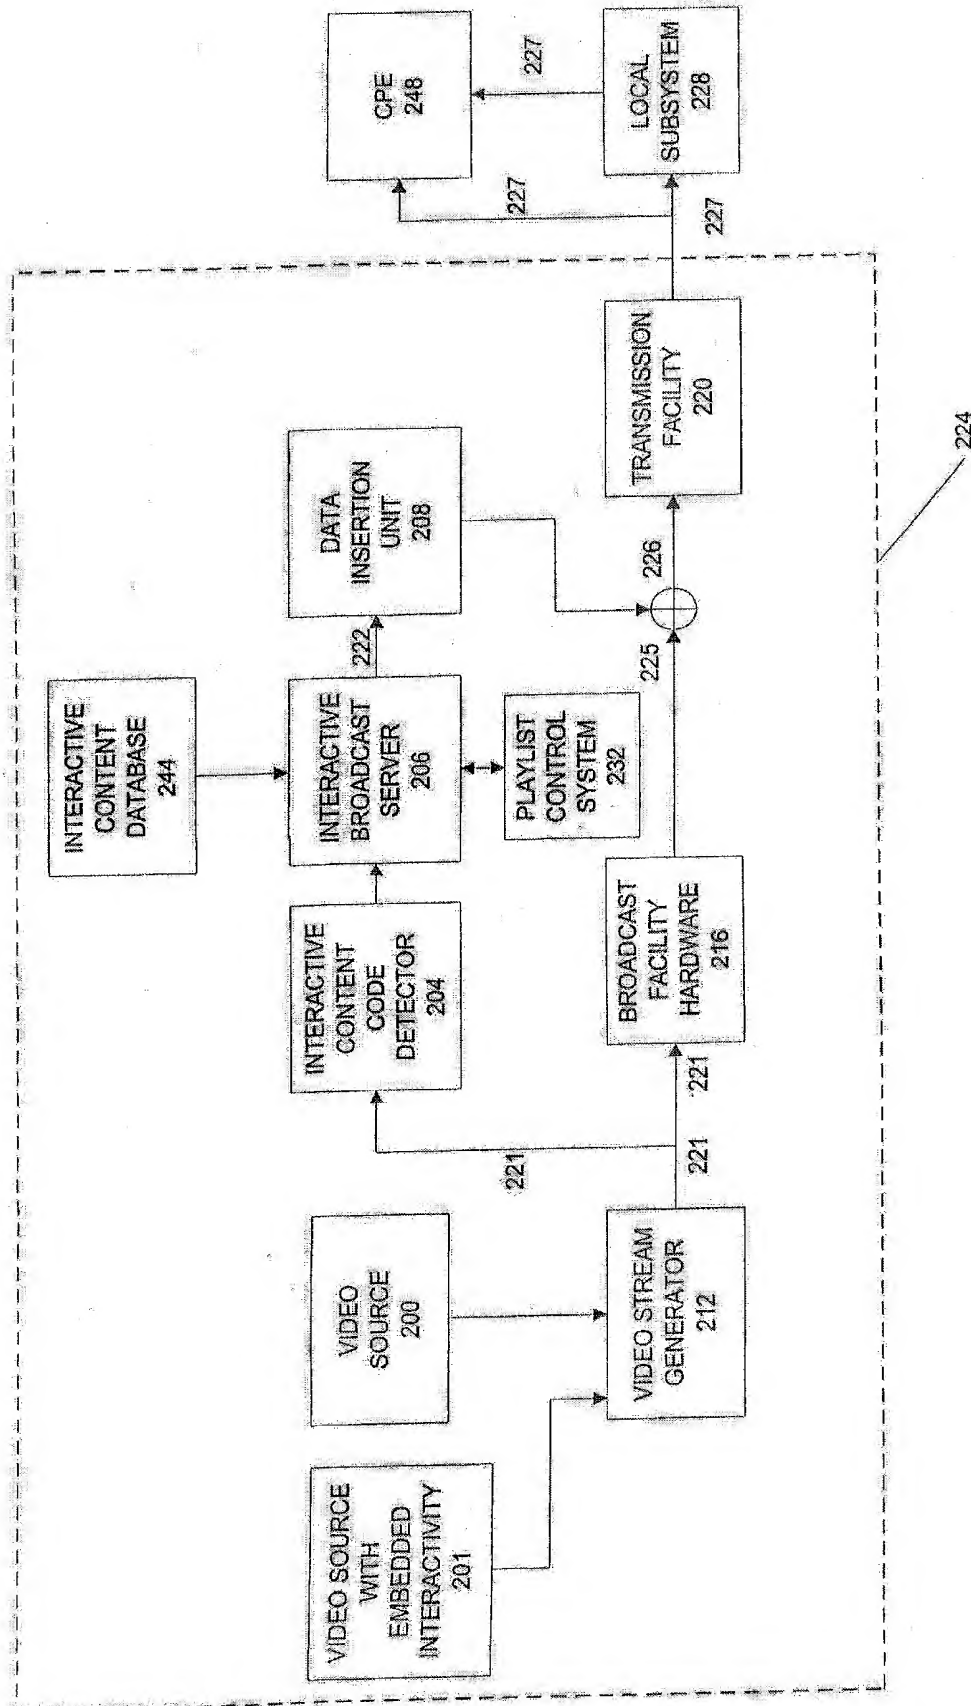 VIDEO SOURCE
WITH
EMBEDDED
INTERACTIVITY
201
VIDEO
SOURCE
200
VIDEO STREAM
GENERATOR
212
221
221
221
INTERACTIVE
CONTENT
CODE
DETECTOR
204
BROADCAST
FACILITY
HARDWARE
216
INTERACTIVE
CONTENT
DATABASE
244
INTERACTIVE
BROADCAST
SERVER
206
PLAYLIST
CONTROL
SYSTEM
232
222
DATA
INSERTION
UNIT
208
225
226
TRANSMISSION
FACILITY
220
224
227
227
227
CPE
248
LOCAL
SUBSYSTEM
228